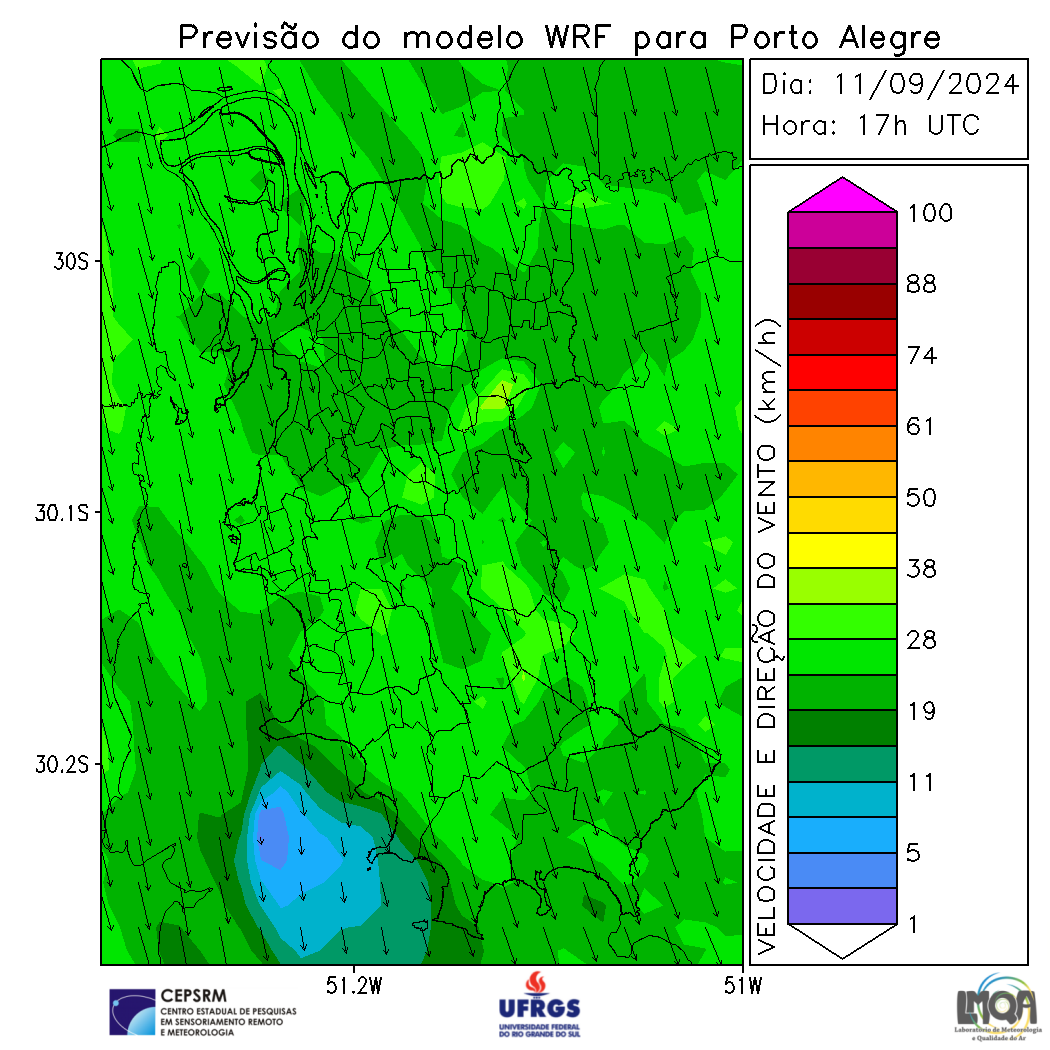 Previsão do modelo WRF para Porto Alegre
Dia: 11/09/2024
Hora: 17h UTC
30S
30.1S
30.2S
51.2W
51W
VELOCIDADE E DIREÇÃO DO VENTO (km/h)
100
88
74
61
50
38
28
19
11
5
1
CEPSRM
CENTRO ESTADUAL DE PESQUISAS
EM SENSORIAMENTO REMOTO
E METEOROLOGIA
UFRGS
UNIVERSIDADE FEDERAL
DO RIO GRANDE DO SUL
LMQA
Laboratório de Meteorologia
e Qualidade do Ar